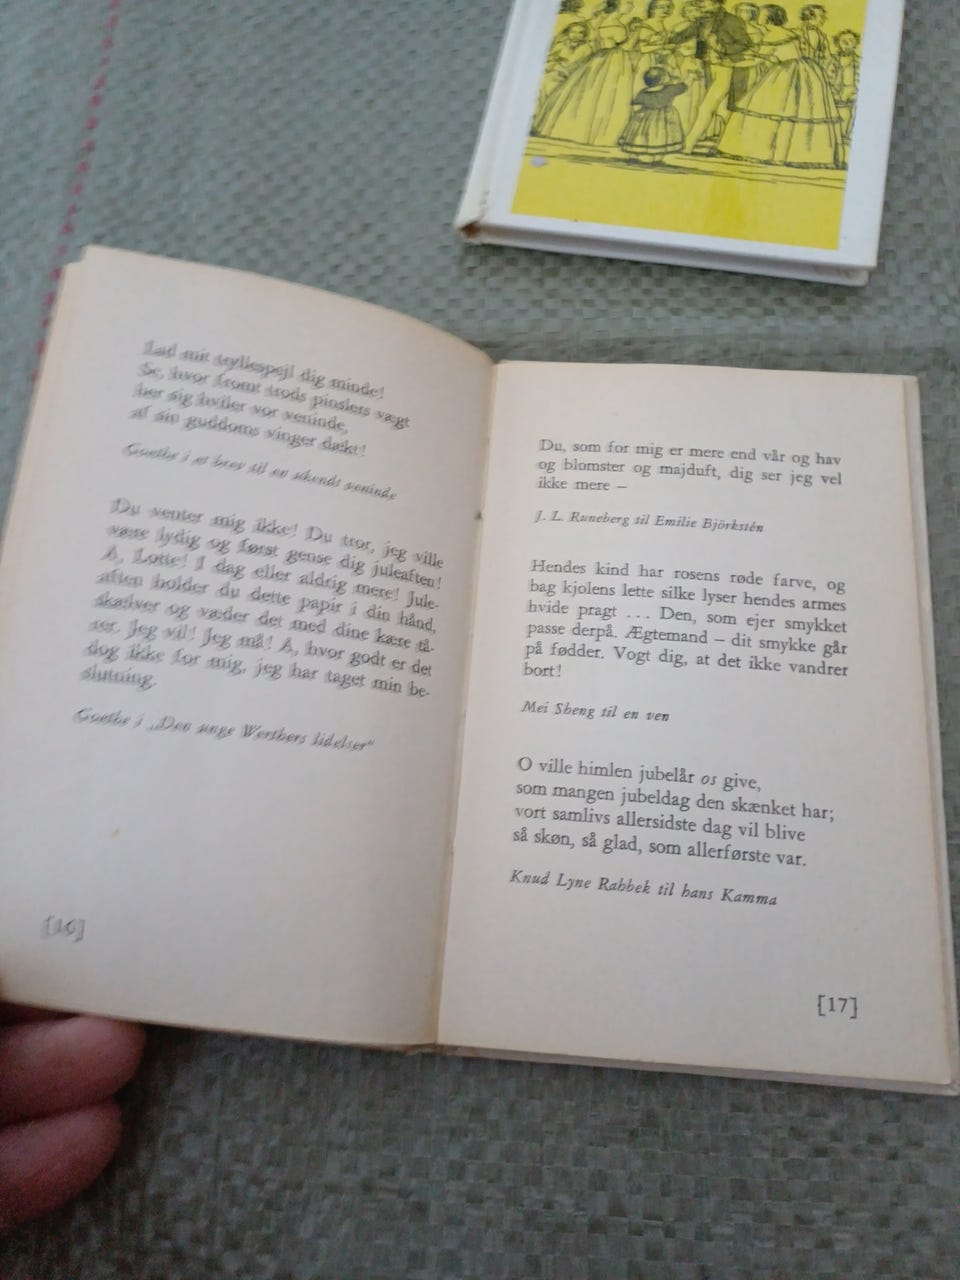 Lad mit tryllespejl dig minde!
Se, hvor fromt trods pinslers vægt
her sig hviler vor veninde,
af sin guddoms vinger dækt!
Goethe i et brev til en ukendt veninde
Du venter mig ikke! Du tror, jeg ville
være lydig og først gense dig juleaften!
Å, Lotte! I dag eller aldrig mere! Jule-
aften holder du dette papir i din hånd,
skælver og væder det med dine kære tå-
rer. Jeg vil! Jeg må! Å, hvor godt er det
dog ikke for mig, jeg har taget min be-
slutning.
Goethe i „Den unge Werthers lidelser“
[16]
Du, som for mig er mere end vår og hav
og blomster og majduft, dig ser jeg vel
ikke mere –
J. L. Runeberg til Emilie Björkstén
Hendes kind har rosens røde farve, og
bag kjolens lette silke lyser hendes armes
hvide pragt ... Den, som ejer smykket
passe derpå. Ægtemand – dit smykke går
på fødder. Vogt dig, at det ikke vandrer
bort!
Mei Sheng til en ven
O ville himlen jubelår os give,
som mangen jubeldag den skænket har;
vort samlivs allersidste dag vil blive
så skøn, så glad, som allerførste var.
Knud Lyne Rahbek til hans Kamma
[17]